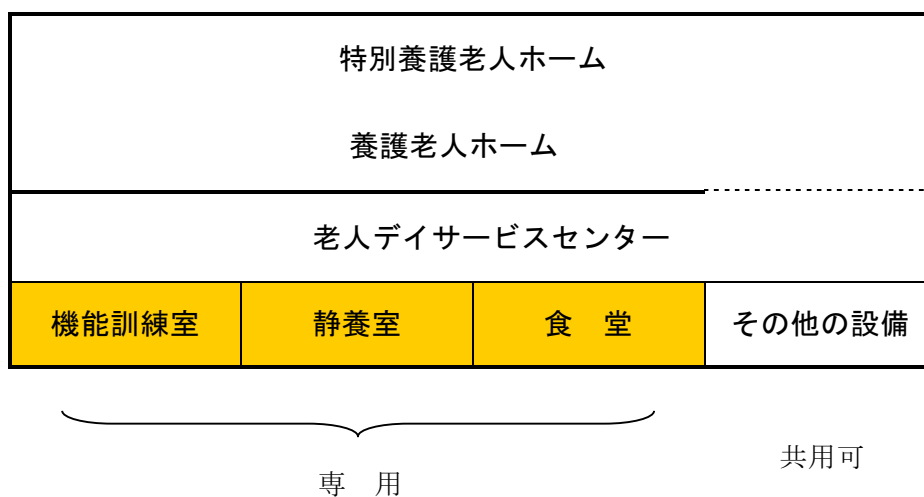 特別養護老人ホーム
養護老人ホーム
老人デイサービスセンター
機能訓練室 静養室 食　堂 その他の設備
専　用
共用可